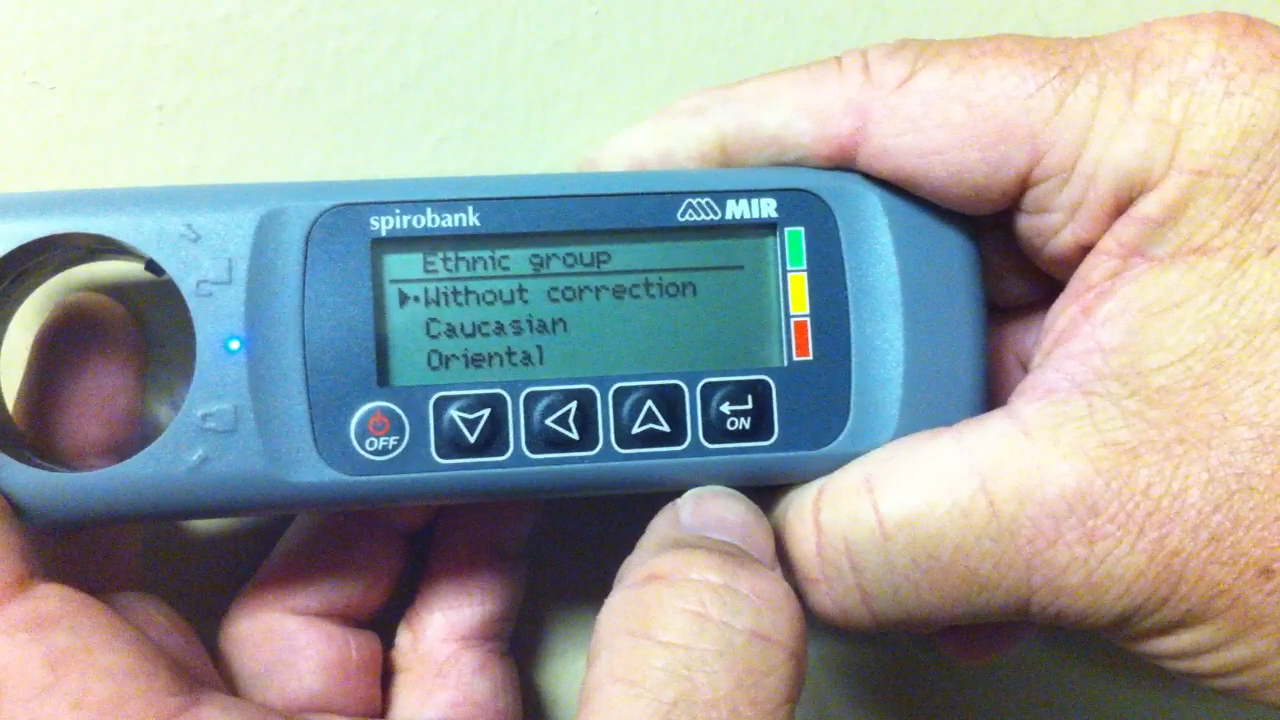 spirobank
MIR
Ethnic group
Without correction
Caucasian
Oriental
OFF
ON